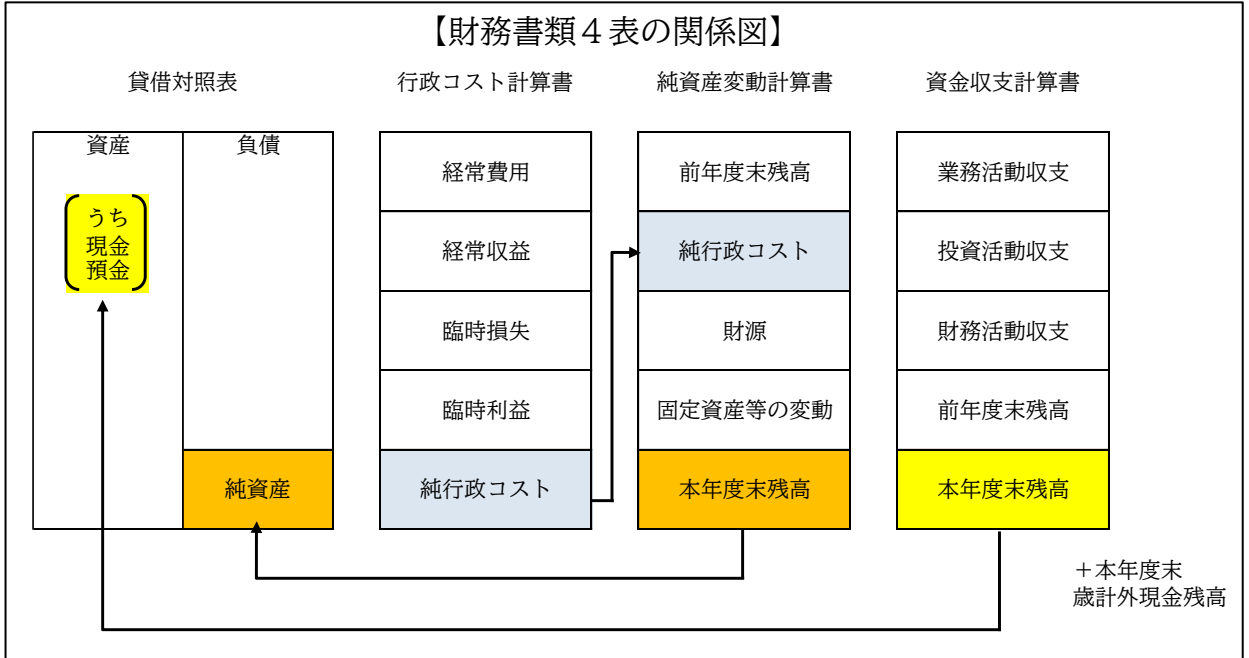 【財務書類４表の関係図】
貸借対照表
行政コスト計算書
純資産変動計算書
資金収支計算書
資産
負債
うち
現金
預金
純資産
経常費用
経常収益
臨時損失
臨時利益
純行政コスト
前年度末残高
純行政コスト
財源
固定資産等の変動
本年度末残高
業務活動収支
投資活動収支
財務活動収支
前年度末残高
本年度末残高
＋本年度末
歳計外現金残高